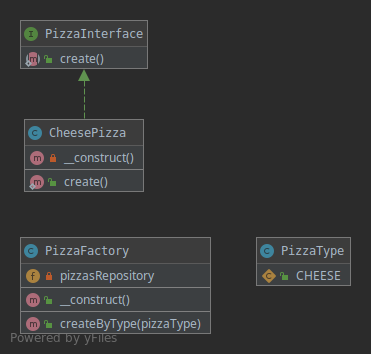 PizzaInterface
create()
CheesePizza
__construct()
create()
PizzaFactory
pizzasRepository
__construct()
createByType(pizzaType)
PizzaType
CHEESE
Powered by yFiles